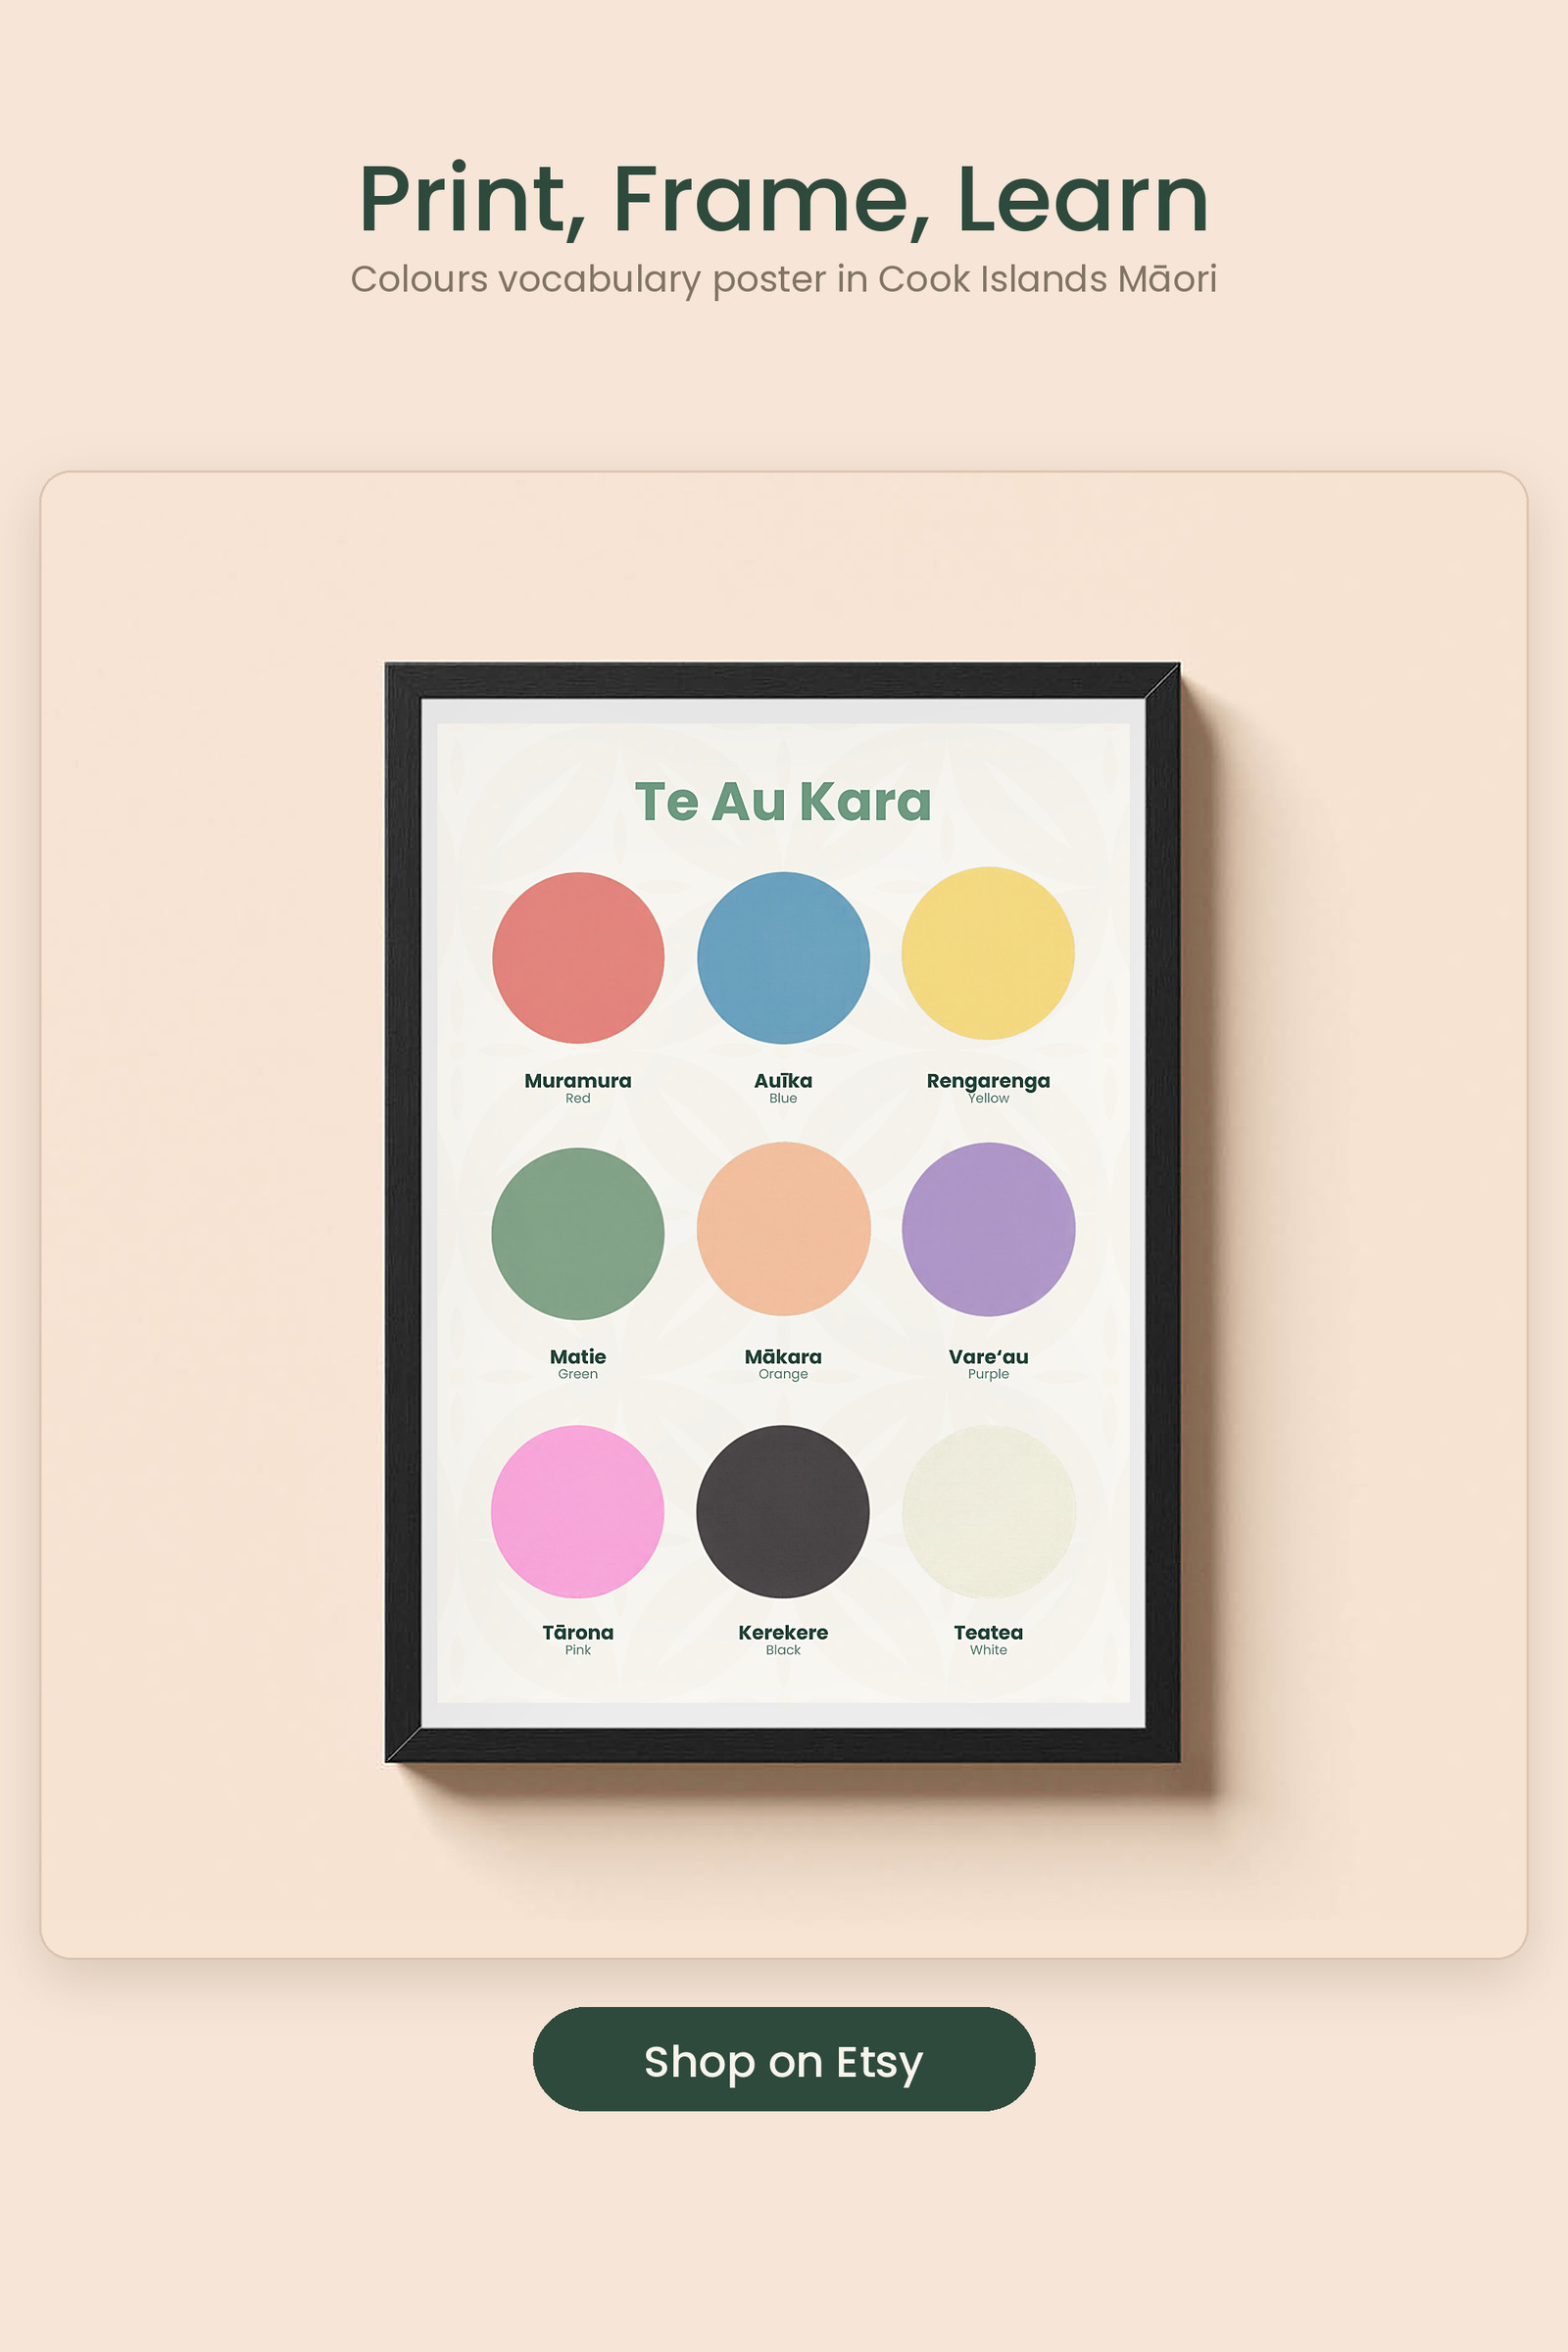 Print, Frame, Learn
Colours vocabulary poster in Cook Islands Māori
Te Au Kara
Muramura
Red
Auīka
Blue
Rengarenga
Yellow
Matie
Green
Mākara
Orange
Vare‘au
Purple
Tārona
Pink
Kerekere
Black
Teatea
White
Shop on Etsy